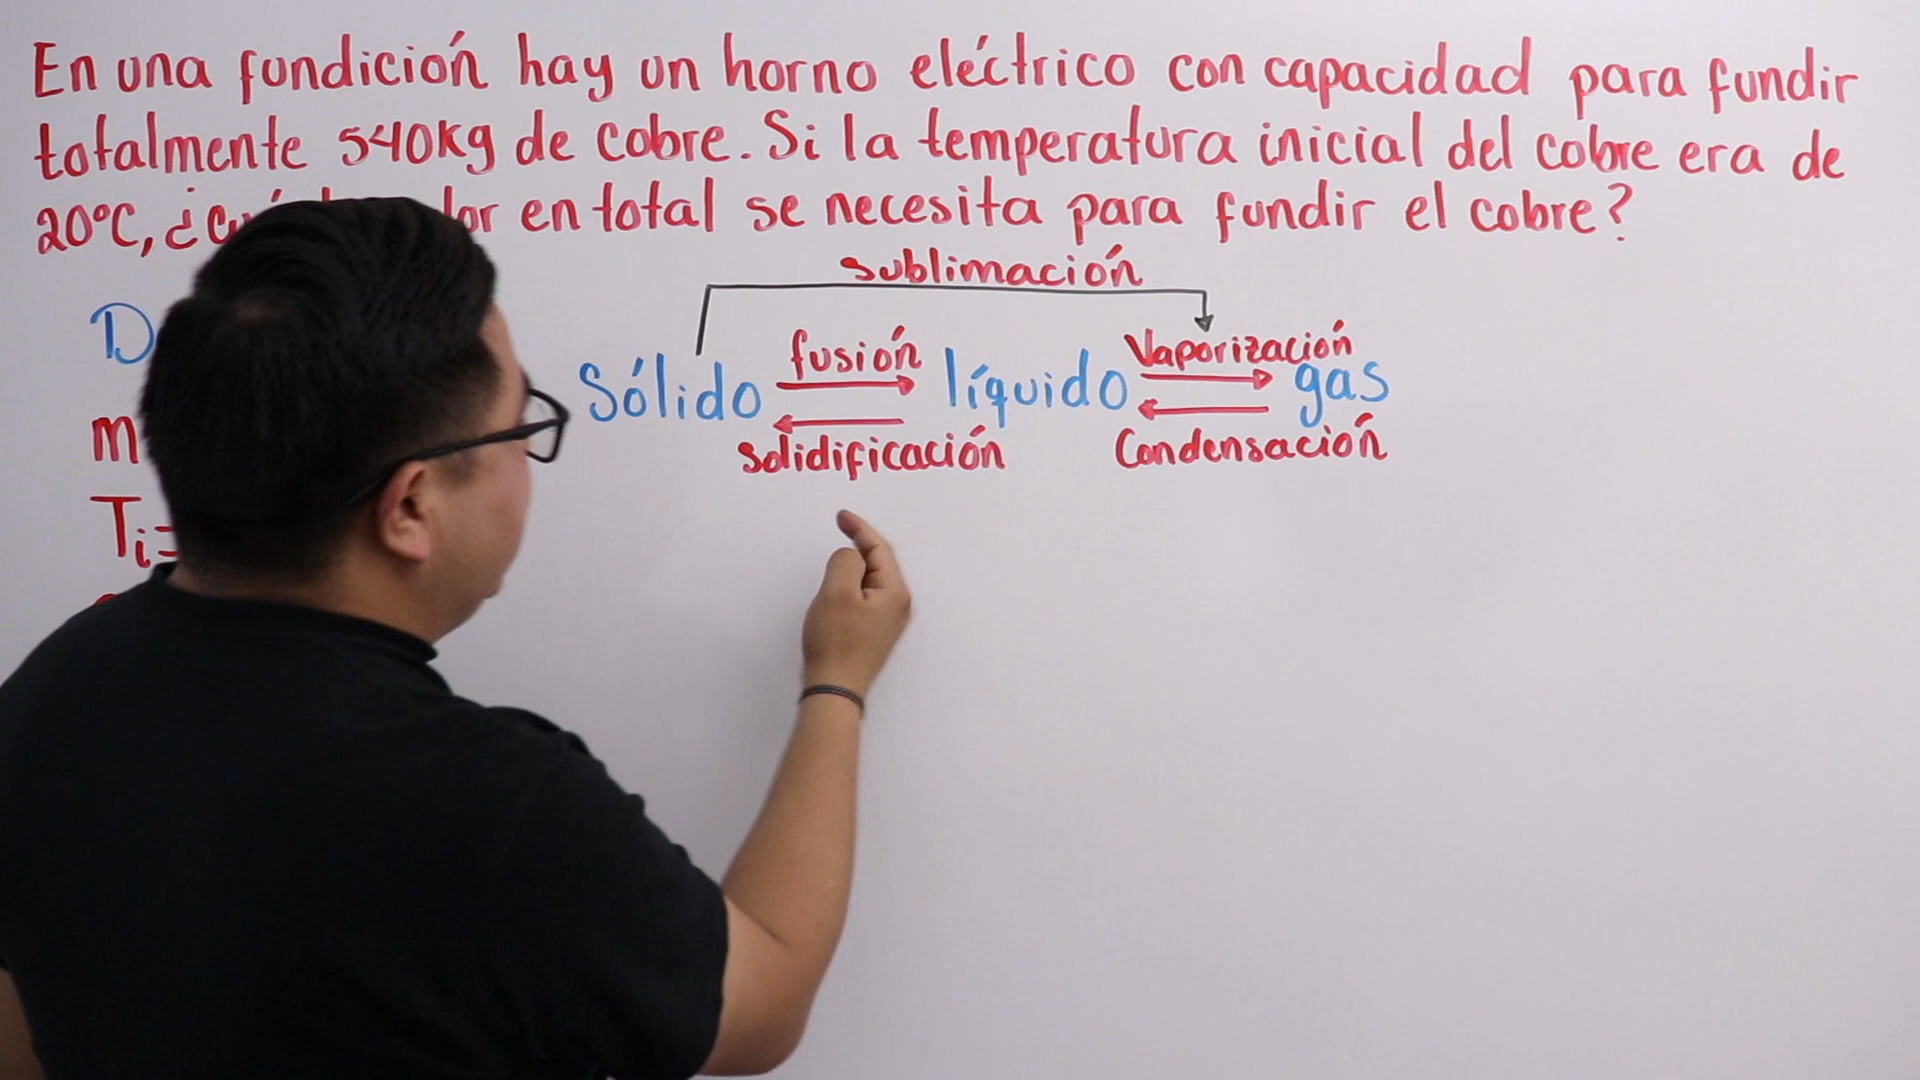 En una fundición hay un horno eléctrico con capacidad para fundir
totalmente 540kg de cobre. Si la temperatura inicial del cobre era de
20°C, ¿ en total se necesita para fundir el cobre?
sublimación
fusión
Vaporización
Sólido
líquido
gas
solidificación
Condensación
D
m
Ti=